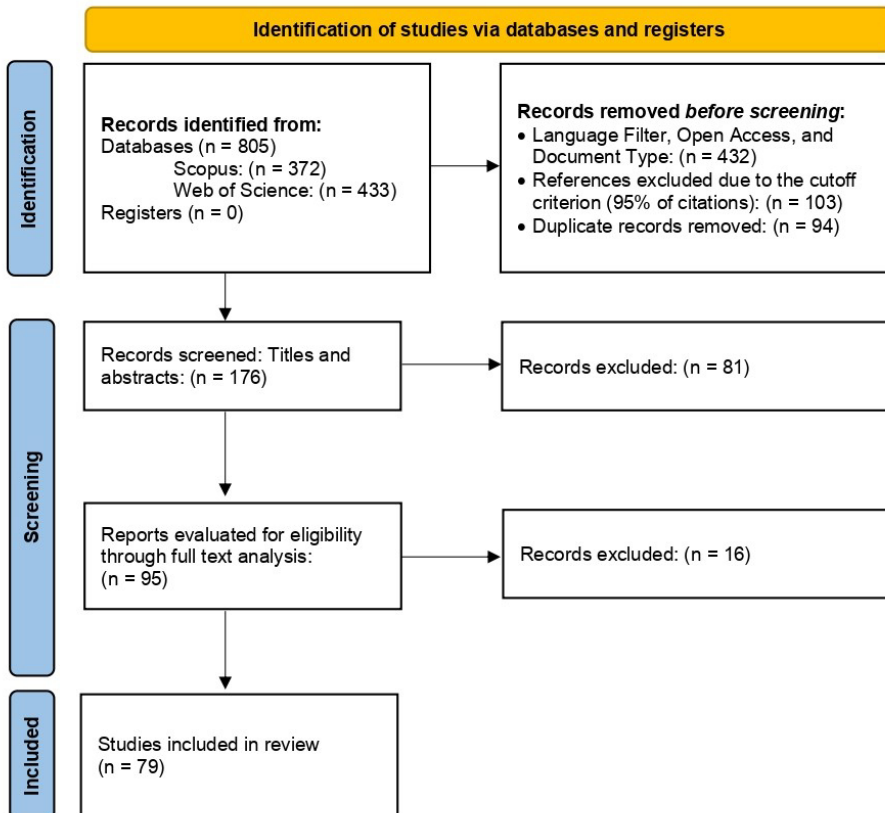 Identification of studies via databases and registers
Identification
Records identified from:
Databases (n = 805)
Scopus: (n = 372)
Web of Science: (n = 433)
Registers (n = 0)
Records removed before screening:
• Language Filter, Open Access, and
Document Type: (n = 432)
• References excluded due to the cutoff
criterion (95% of citations): (n = 103)
• Duplicate records removed: (n = 94)
Screening
Records screened: Titles and
abstracts: (n = 176)
Records excluded: (n = 81)
Reports evaluated for eligibility
through full text analysis:
(n = 95)
Records excluded: (n = 16)
Included
Studies included in review
(n = 79)